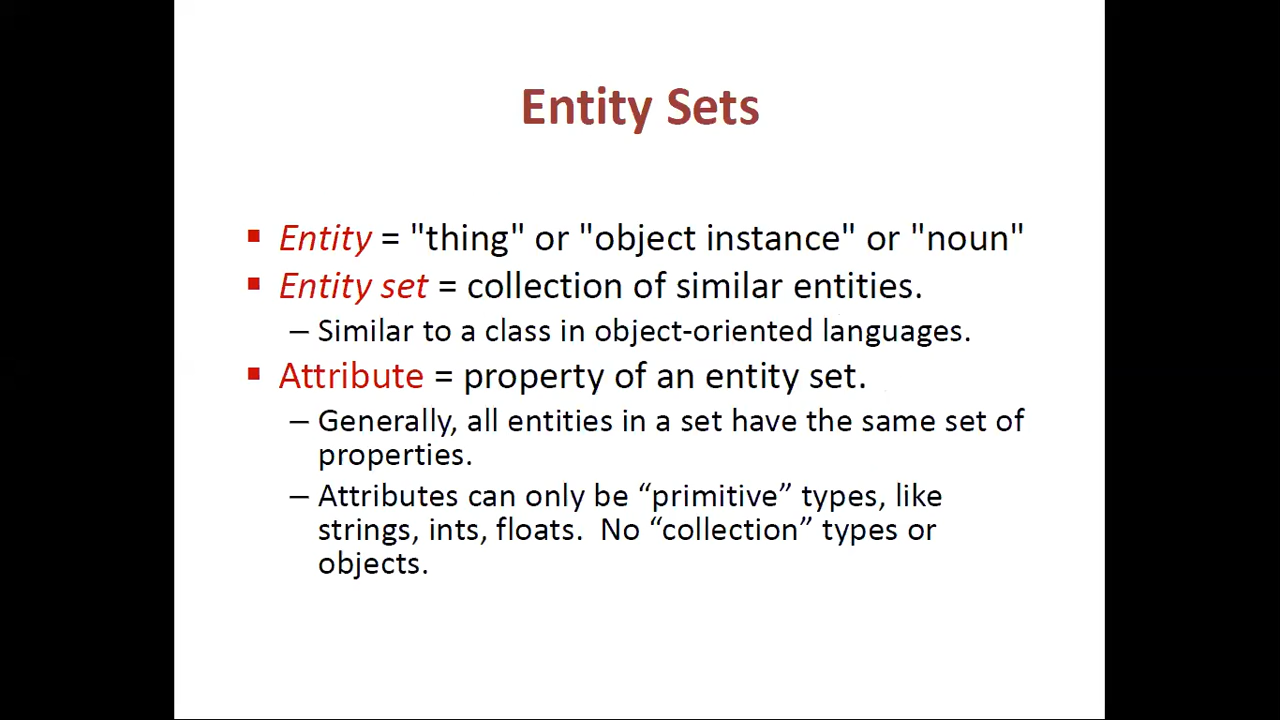 Entity Sets
▪ Entity = "thing" or "object instance" or "noun"
▪ Entity set = collection of similar entities.
– Similar to a class in object-oriented languages.
▪ Attribute = property of an entity set.
– Generally, all entities in a set have the same set of
properties.
– Attributes can only be “primitive” types, like
strings, ints, floats.  No “collection” types or
objects.